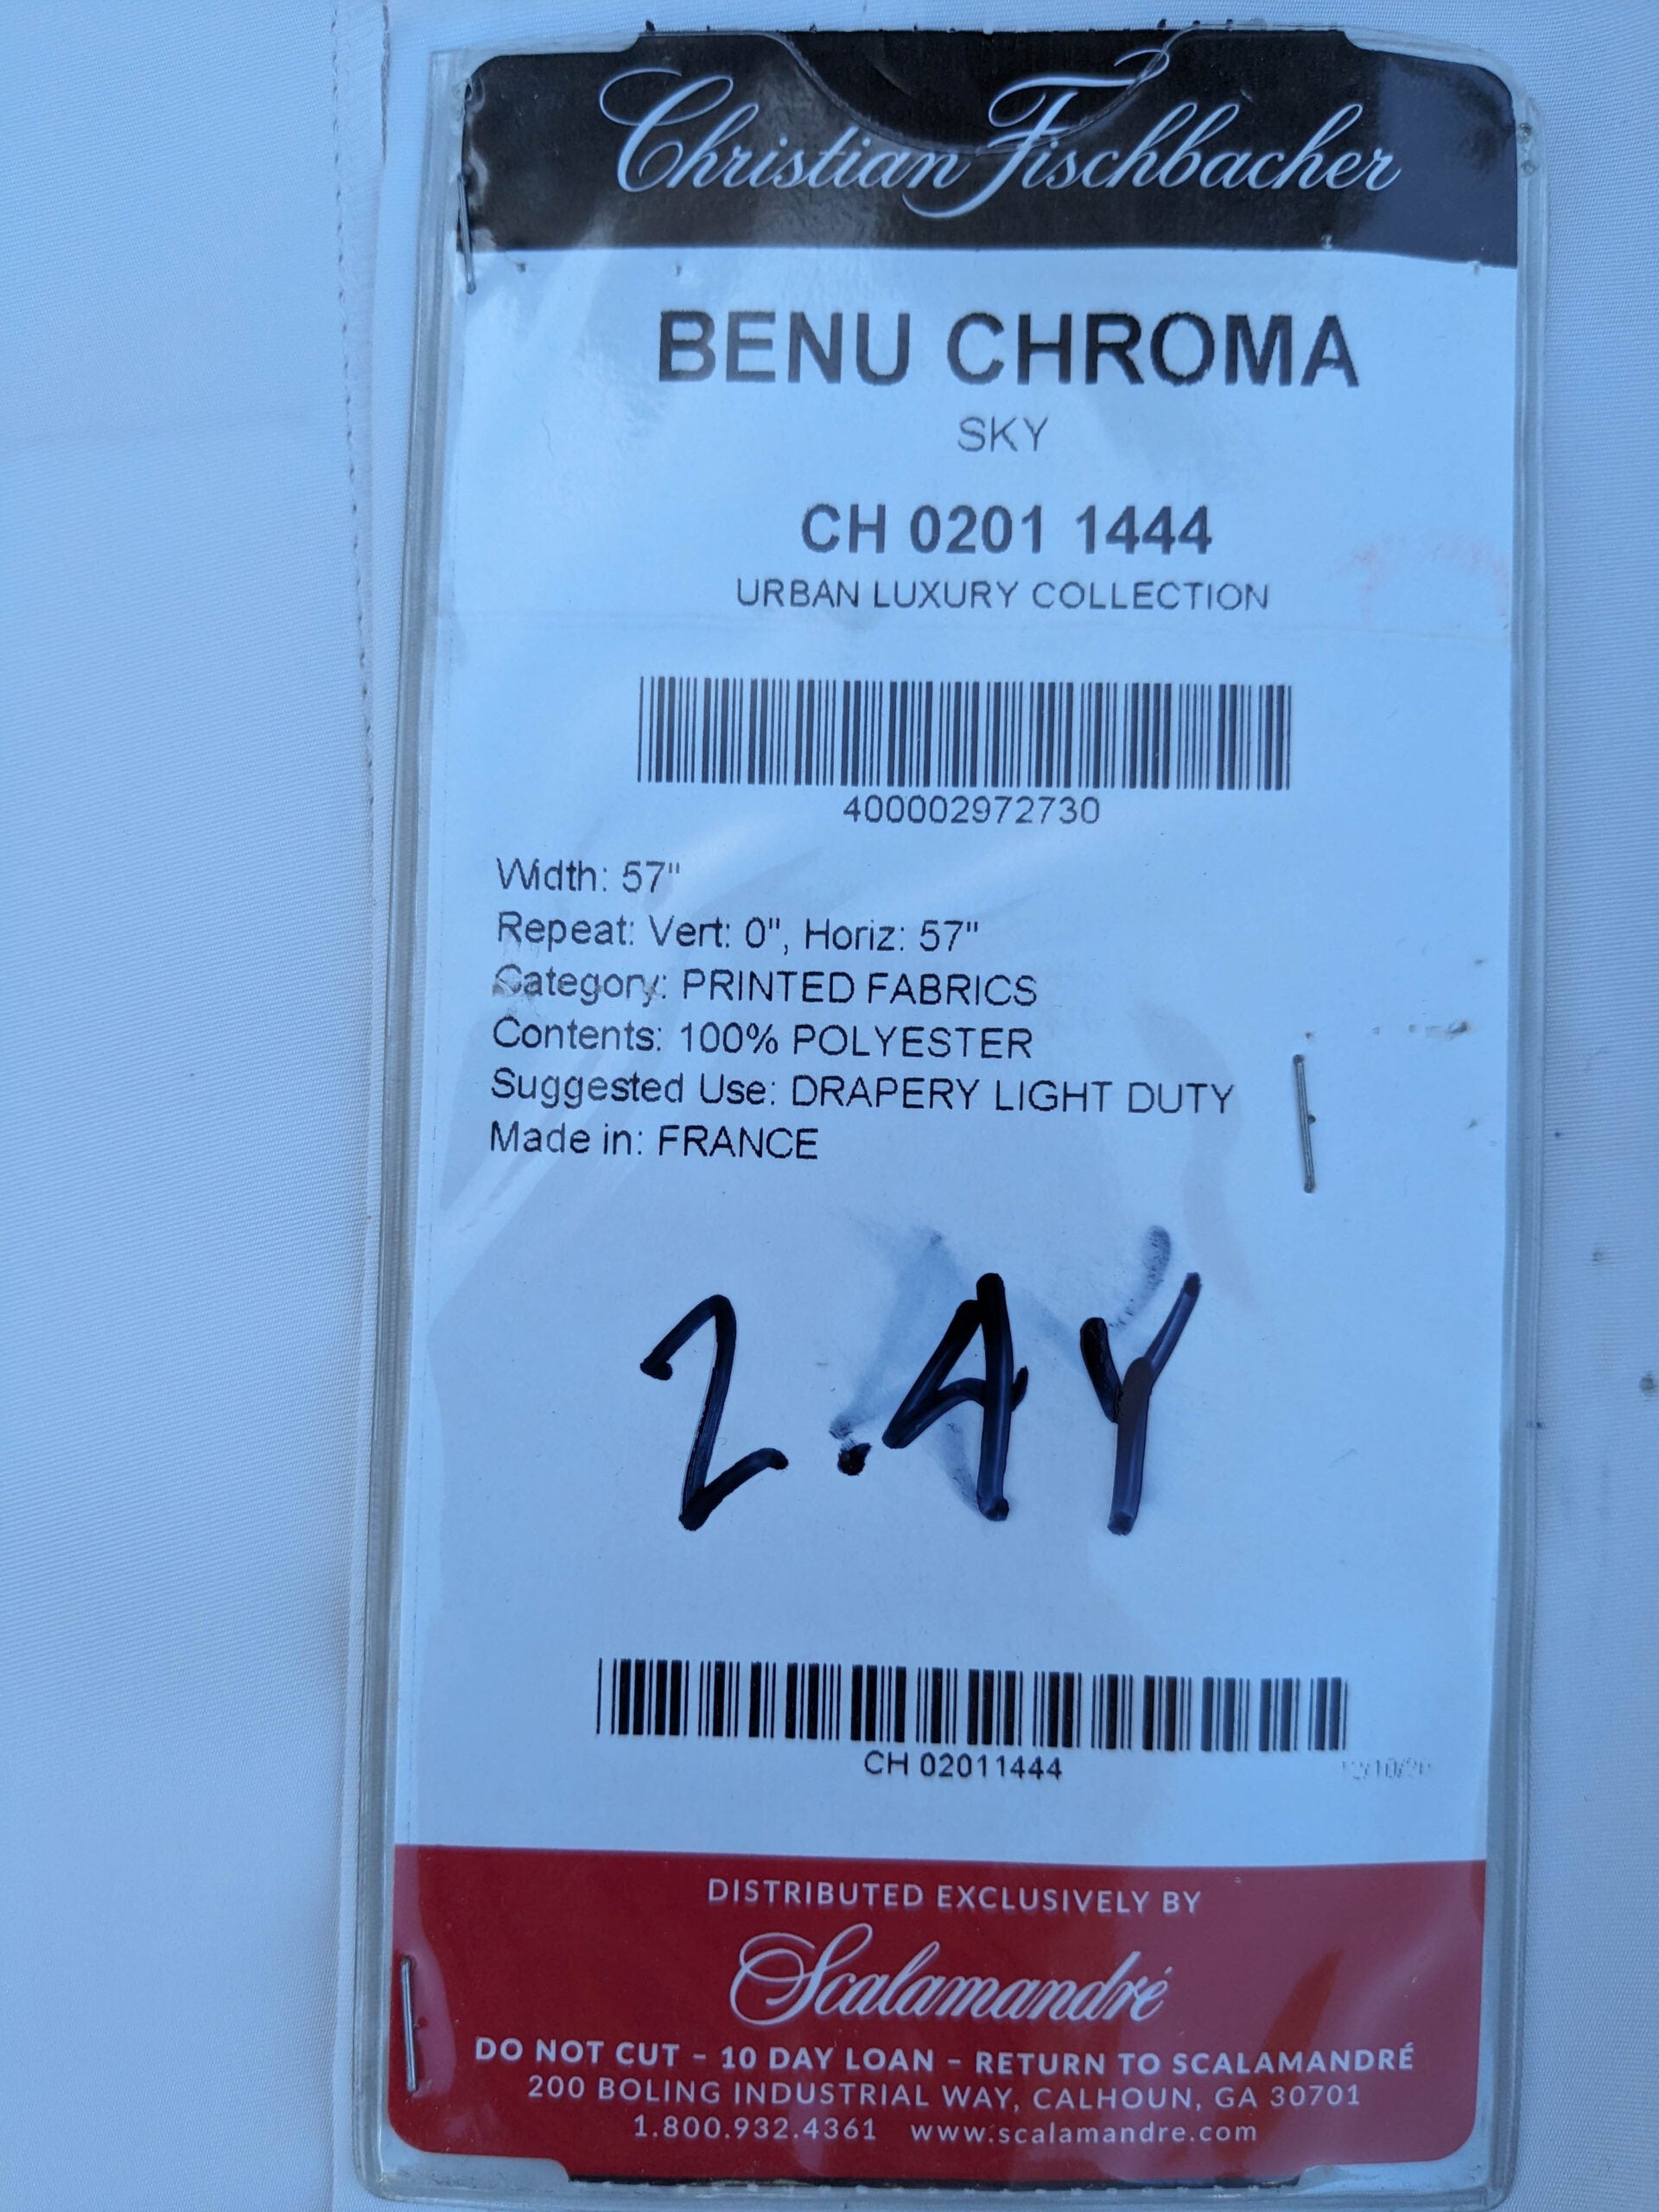 Christian Fischbacher
BENU CHROMA
SKY
CH 0201 1444
URBAN LUXURY COLLECTION
400002972730
Width: 57"
Repeat: Vert: 0", Horiz: 57"
Category: PRINTED FABRICS
Contents: 100% POLYESTER
Suggested Use: DRAPERY LIGHT DUTY
Made in: FRANCE
2.4Y
CH 02011444
DISTRIBUTED EXCLUSIVELY BY
Scalamandré
DO NOT CUT - 10 DAY LOAN - RETURN TO SCALAMANDRÉ
200 BOLING INDUSTRIAL WAY, CALHOUN, GA 30701
1.800.932.4361 www.scalamandre.com